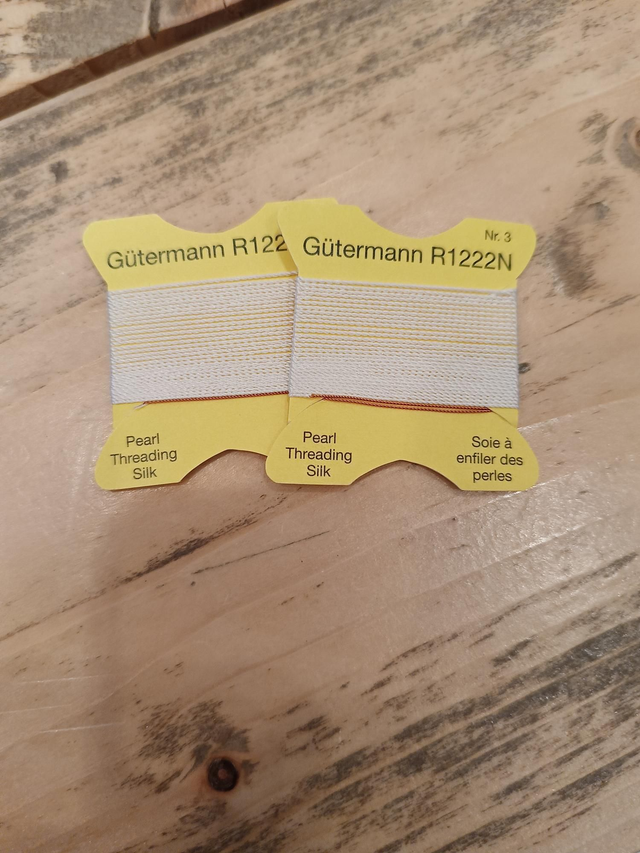 Gütermann R122
Pearl
Threading
Silk
Nr. 3
Gütermann R1222N
Pearl
Threading
Silk
Soie à
enfiler des
perles